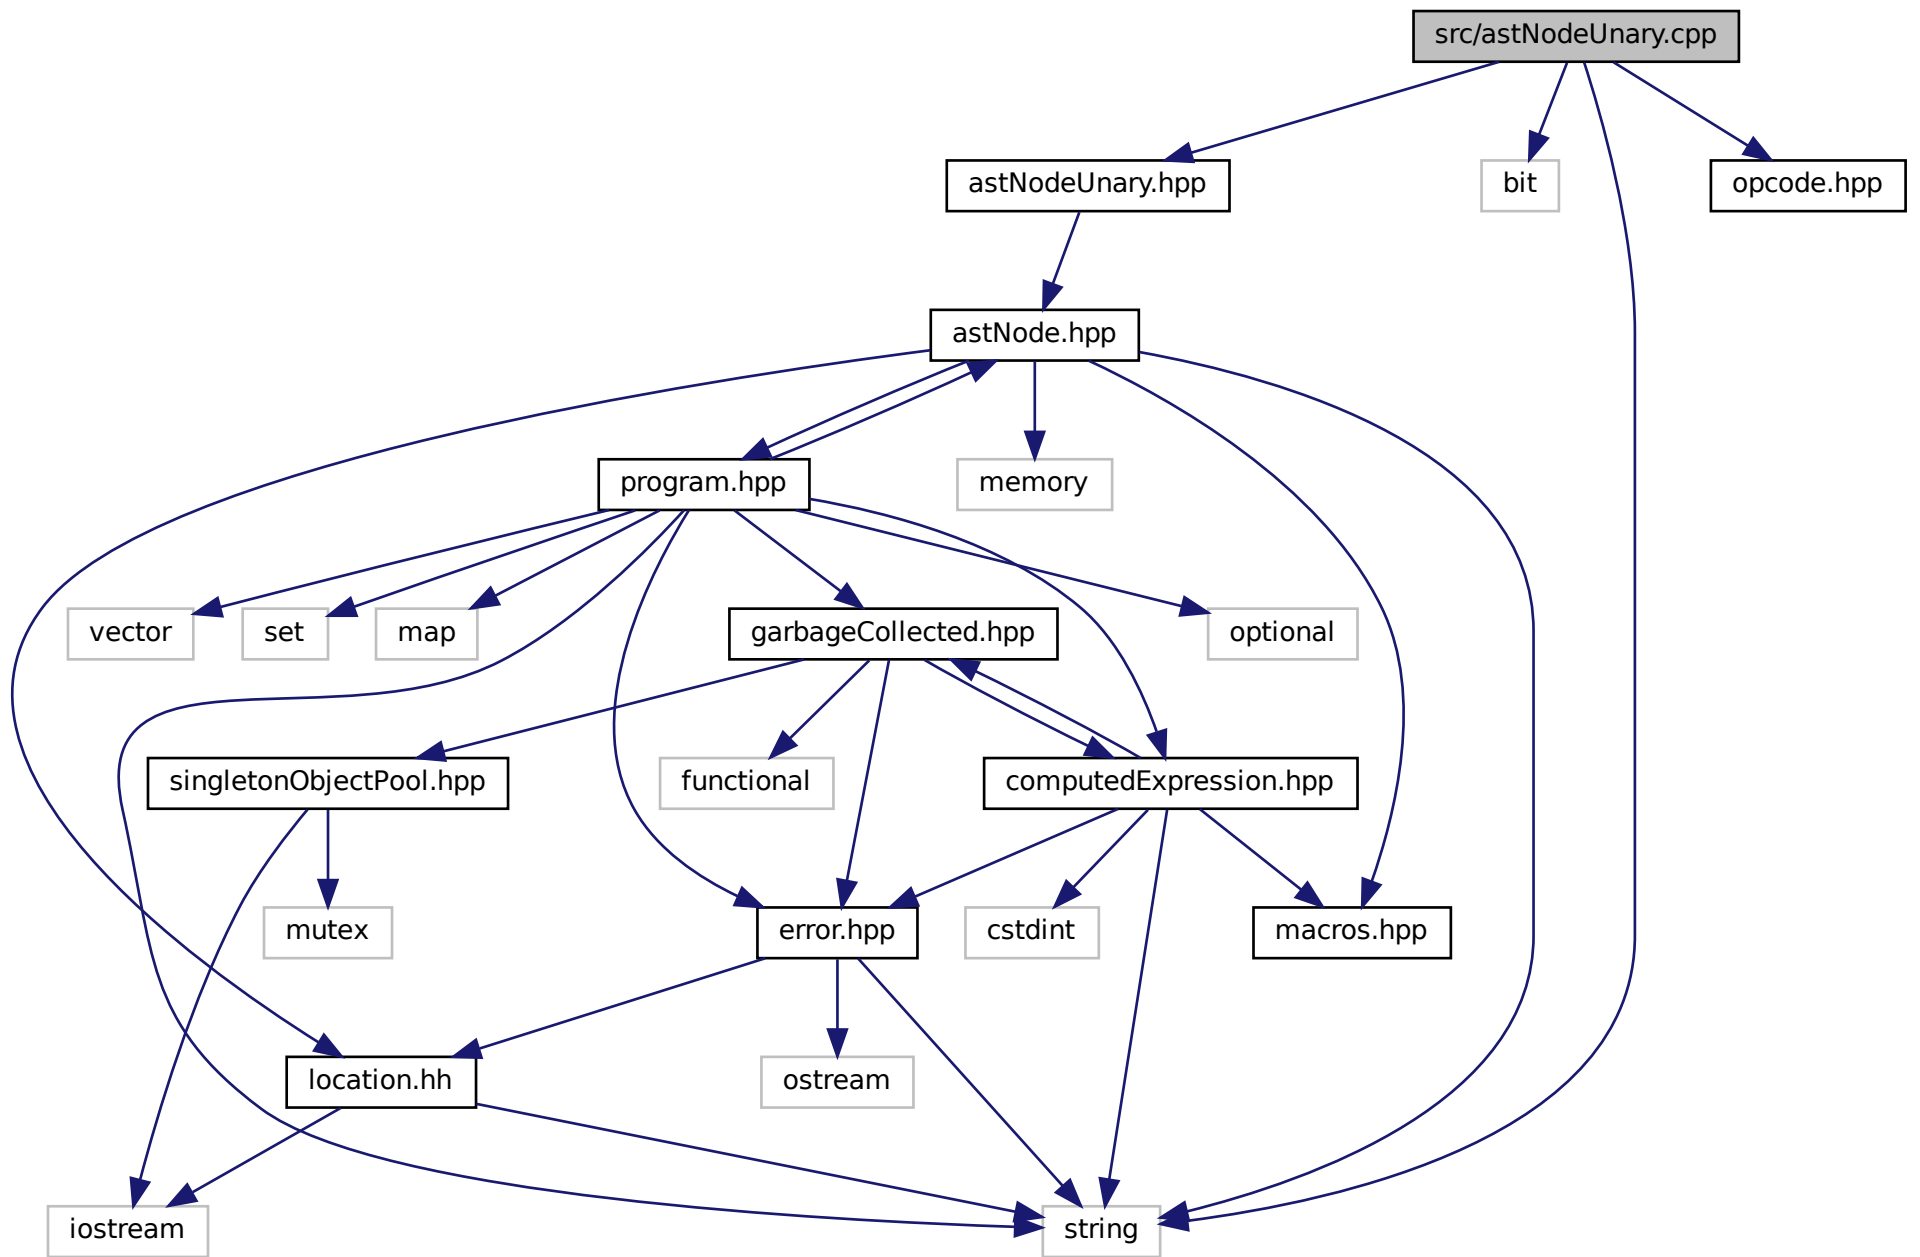 src/astNodeUnary.cpp
astNodeUnary.hpp
bit
opcode.hpp
astNode.hpp
program.hpp
memory
vector
set
map
garbageCollected.hpp
optional
singletonObjectPool.hpp
functional
computedExpression.hpp
mutex
error.hpp
cstdint
macros.hpp
location.hh
ostream
iostream
string